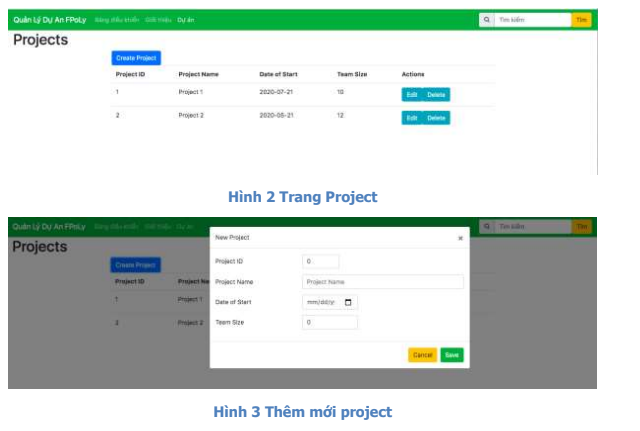 Quản Lý Dự An FPoLy Bảng điều khiển Giới thiệu Dự án Tìm kiếm Tìm
Projects
Create Project
Project ID Project Name Date of Start Team Size Actions
1 Project 1 2020-07-21 10 Edit Delete
2 Project 2 2020-05-21 12 Edit Delete
Hình 2 Trang Project
Quản Lý Dự An FPoLy Bảng điều khiển Giới thiệu Dự án Tìm kiếm Tìm
Projects
New Project ×
Create Project
Project ID 0
Project ID Project Na
Project Name Project Name
1 Project 1
Date of Start mm/dd/y
2 Project 2
Team Size 0
Cancel Save
Hình 3 Thêm mới project